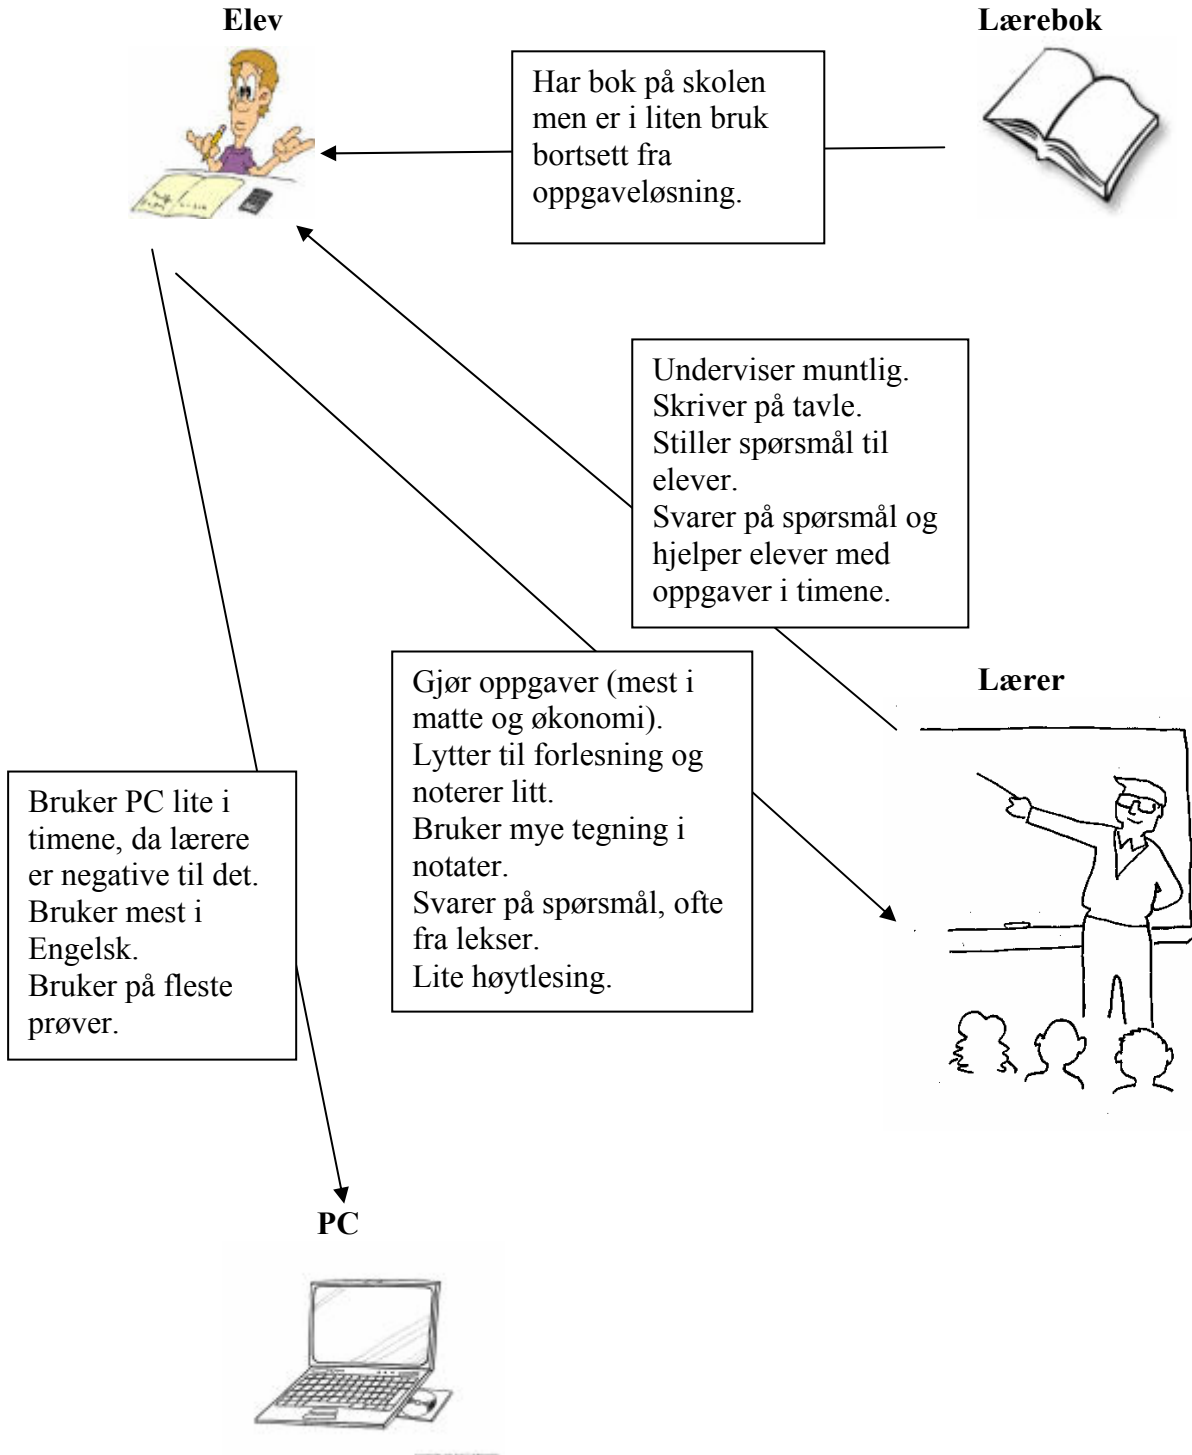 Elev
Lærebok
Har bok på skolen
men er i liten bruk
bortsett fra
oppgaveløsning.
Underviser muntlig.
Skriver på tavle.
Stiller spørsmål til
elever.
Svarer på spørsmål og
hjelper elever med
oppgaver i timene.
Lærer
Gjør oppgaver (mest i
matte og økonomi).
Lytter til forlesning og
noterer litt.
Bruker mye tegning i
notater.
Svarer på spørsmål, ofte
fra lekser.
Lite høytlesing.
Bruker PC lite i
timene, da lærere
er negative til det.
Bruker mest i
Engelsk.
Bruker på fleste
prøver.
PC